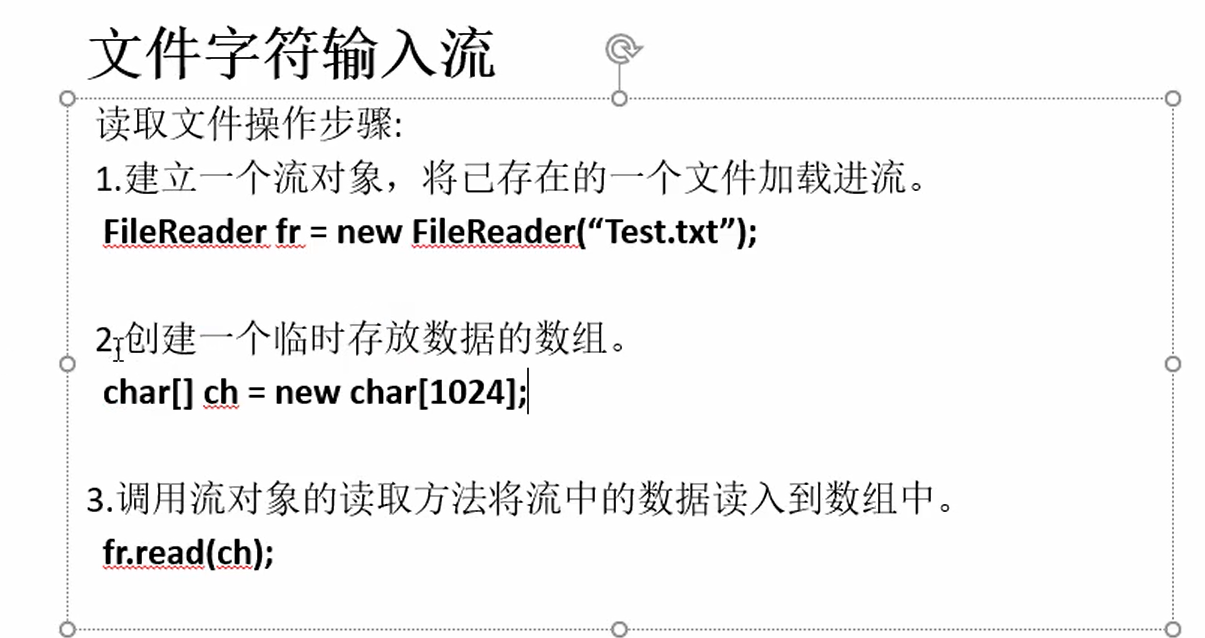 文件字符输入流
读取文件操作步骤:
1.建立一个流对象，将已存在的一个文件加载进流。
FileReader fr = new FileReader(“Test.txt”);
2.创建一个临时存放数据的数组。
char[] ch = new char[1024];
3.调用流对象的读取方法将流中的数据读入到数组中。
fr.read(ch);